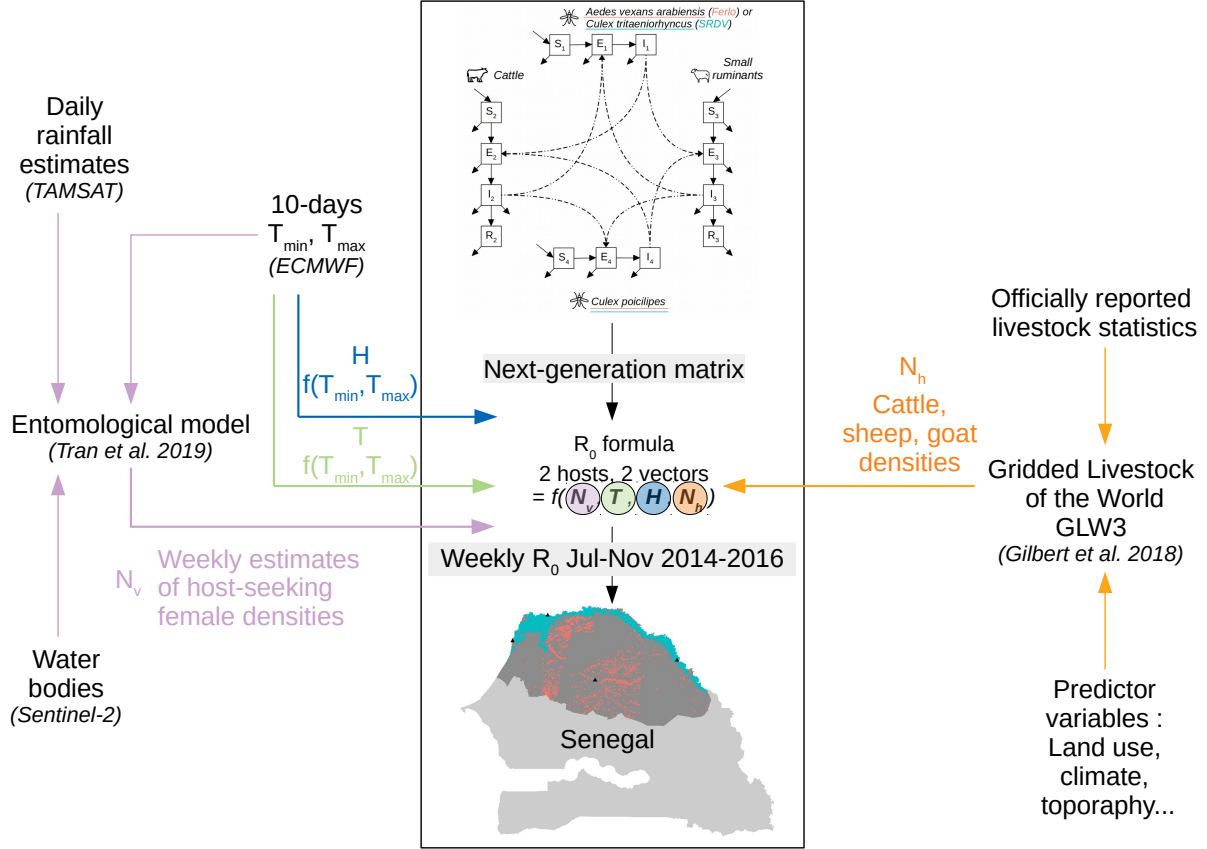 Aedes vexans arabiensis (Ferlo) or
Culex tritaeniorhyncus (SRDV)
S1 E1 I1
Cattle
Small
ruminants
S2
E2
I2
R2
S3
E3
I3
R3
S4 E4 I4
Culex poicilipes
Daily
rainfall
estimates
(TAMSAT)
10-days
Tmin, Tmax
(ECMWF)
H
f(Tmin,Tmax)
T
f(Tmin,Tmax)
Entomological model
(Tran et al. 2019)
Nv
Weekly estimates
of host-seeking
female densities
Water
bodies
(Sentinel-2)
Next-generation matrix
R0 formula
2 hosts, 2 vectors
= f(Nv, T, H, Nh)
Weekly R0 Jul-Nov 2014-2016
Senegal
Officially reported
livestock statistics
Nh
Cattle,
sheep, goat
densities
Gridded Livestock
of the World
GLW3
(Gilbert et al. 2018)
Predictor
variables :
Land use,
climate,
toporaphy...